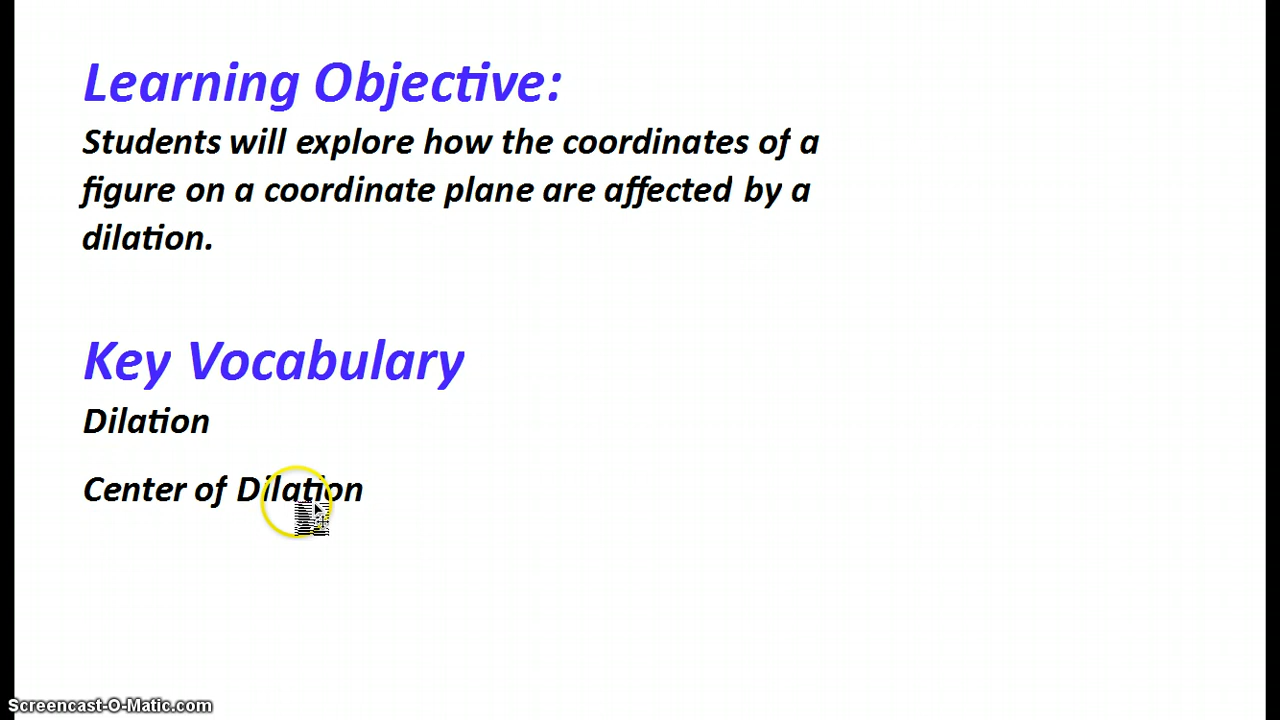 Learning Objective:
Students will explore how the coordinates of a
figure on a coordinate plane are affected by a
dilation.
Key Vocabulary
Dilation
Center of Dilation
Screencast-O-Matic.com